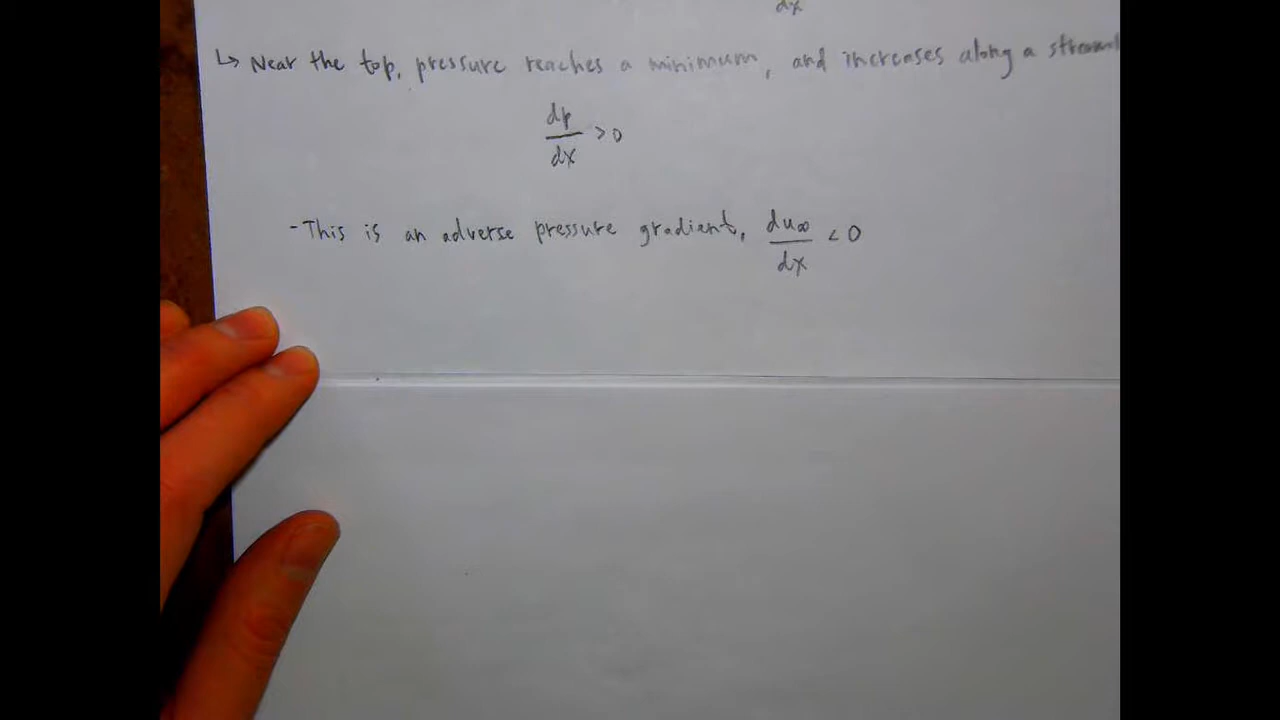 dx
↳ Near the top, pressure reaches a minimum, and increases along a
dp/dx > 0
- This is an adverse pressure gradient, du∞/dx < 0